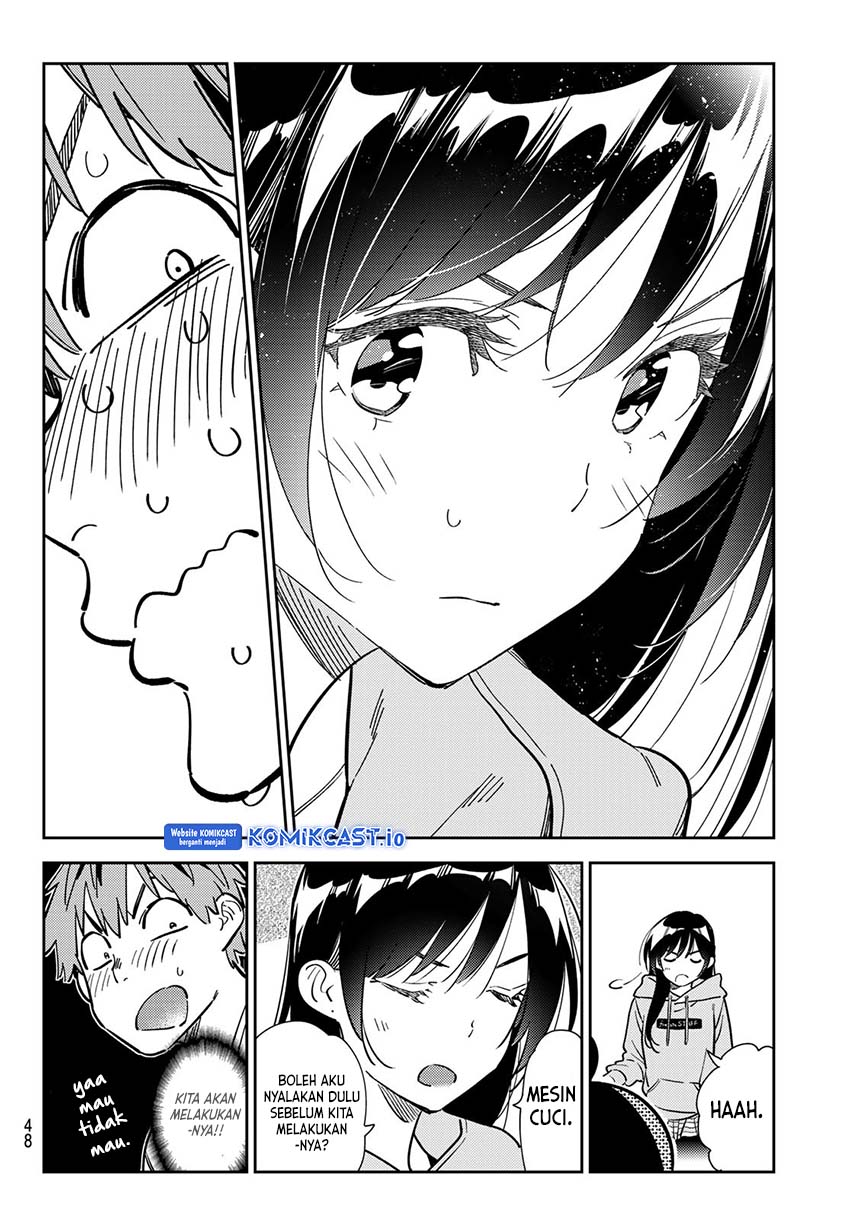 Website KOMIKCAST
berganti menjadi
KOMIKCAST.io
HAAH.
MESIN
CUCI.
BOLEH AKU
NYALAKAN DULU
SEBELUM KITA
MELAKUKAN
-NYA?
KITA AKAN
MELAKUKAN
-NYA!!
yaa
mau
tidak
mau.
48